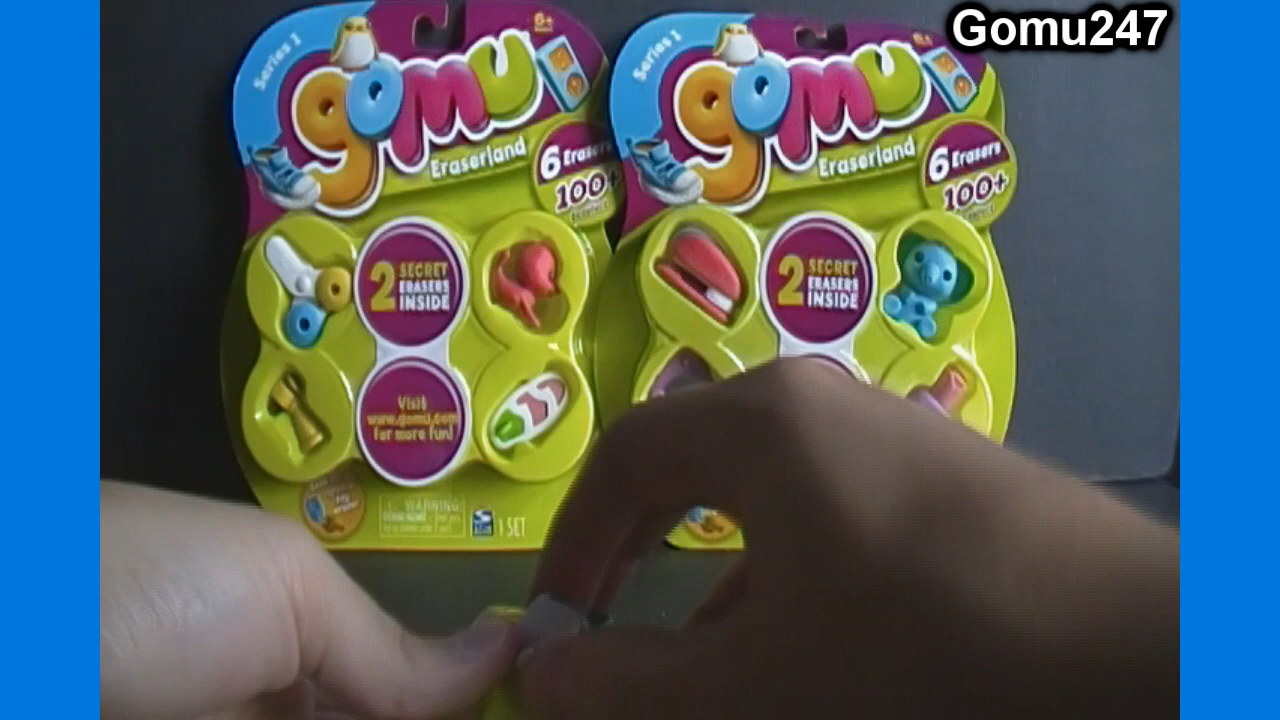 Gomu247
Series 1
gomu
Eraserland
6+
6 Erasers
100+
2 SECRET
ERASERS
INSIDE
Visit
www.gomu.com
for more fun!
WARNING
1 SET
Series 1
gomu
Eraserland
6 Erasers
100+
2 SECRET
ERASERS
INSIDE